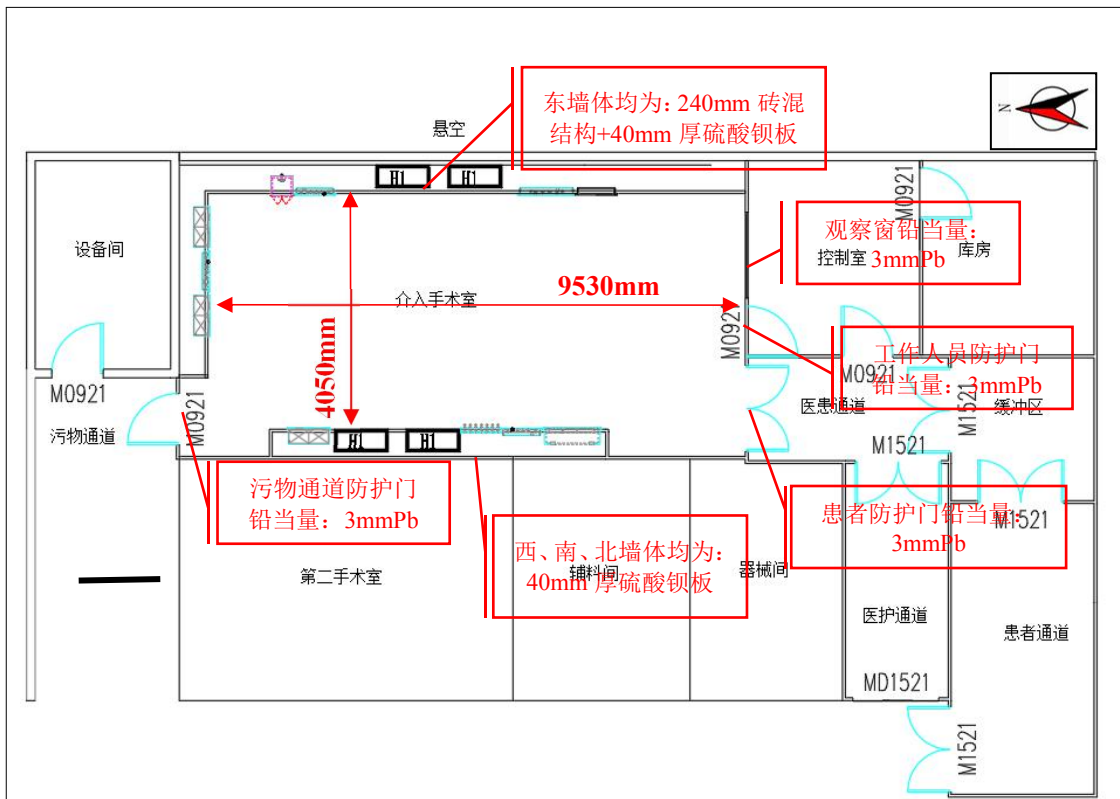 东墙体均为：240mm 砖混
结构+40mm 厚硫酸钡板
悬空
N
H1
H1
M0921
设备间
观察窗铅当量：
3mmPb
控制室
库房
介入手术室
9530mm
4050mm
M0921
工作人员防护门
铅当量：3mmPb
M0921
M0921
M0921
污物通道
医患通道
缓冲区
M1521
M1521
H1
H1
污物通道防护门
铅当量：3mmPb
患者防护门铅当量：
3mmPb
M1521
西、南、北墙体均为：
40mm 厚硫酸钡板
第二手术室
辅料间
器械间
医护通道
患者通道
MD1521
M1521